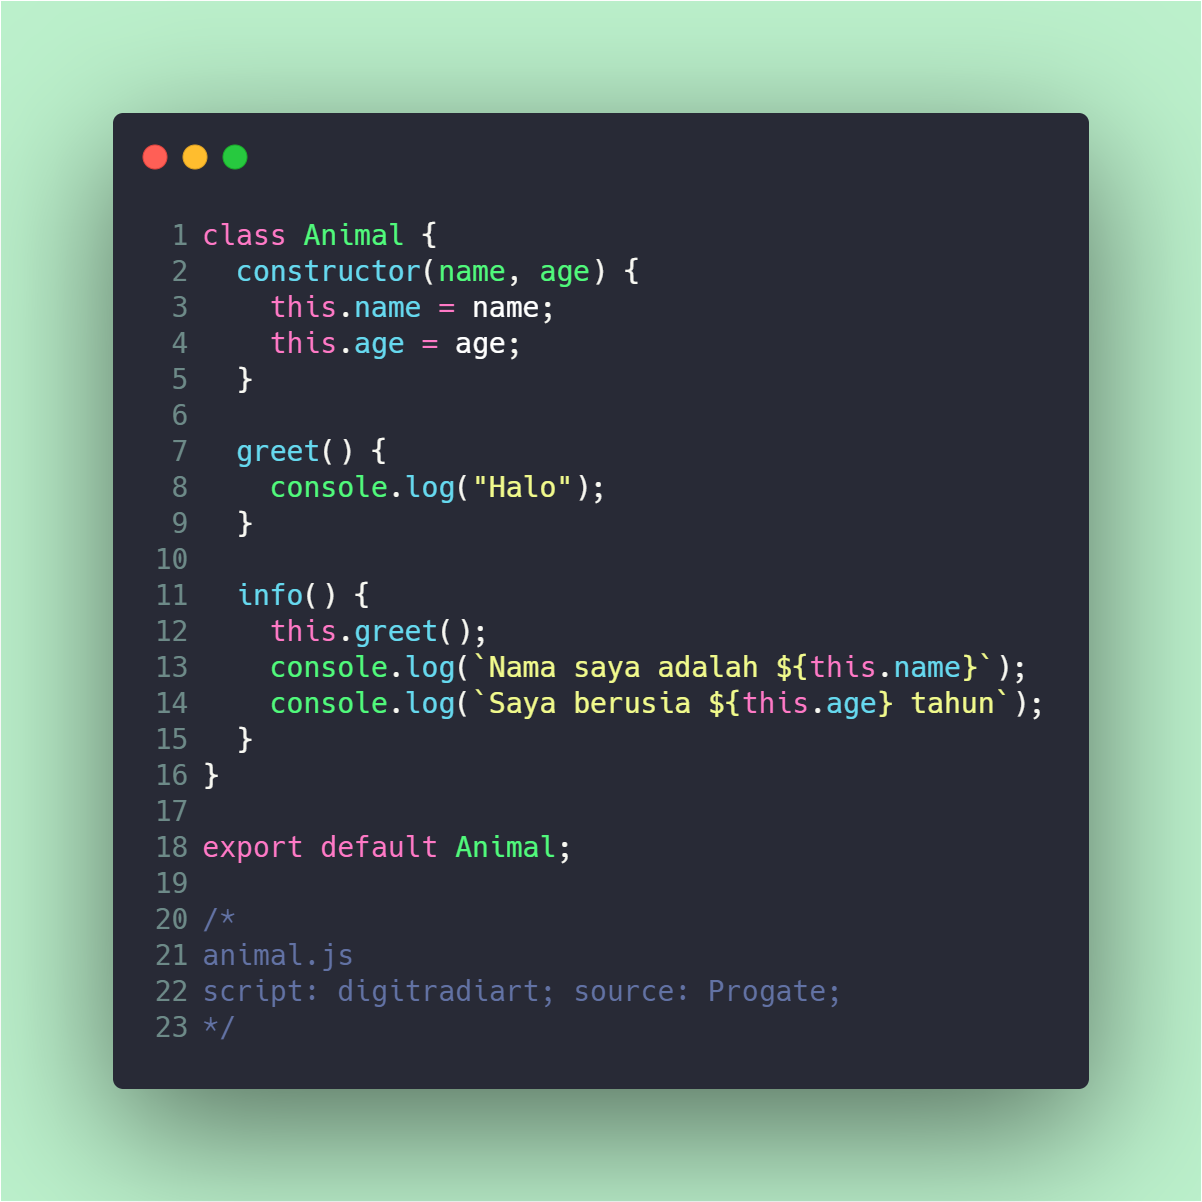 1 class Animal {
2   constructor(name, age) {
3     this.name = name;
4     this.age = age;
5   }
6
7   greet() {
8     console.log("Halo");
9   }
10
11   info() {
12     this.greet();
13     console.log(`Nama saya adalah ${this.name}`);
14     console.log(`Saya berusia ${this.age} tahun`);
15   }
16 }
17
18 export default Animal;
19
20 /*
21 animal.js
22 script: digitradiart; source: Progate;
23 */